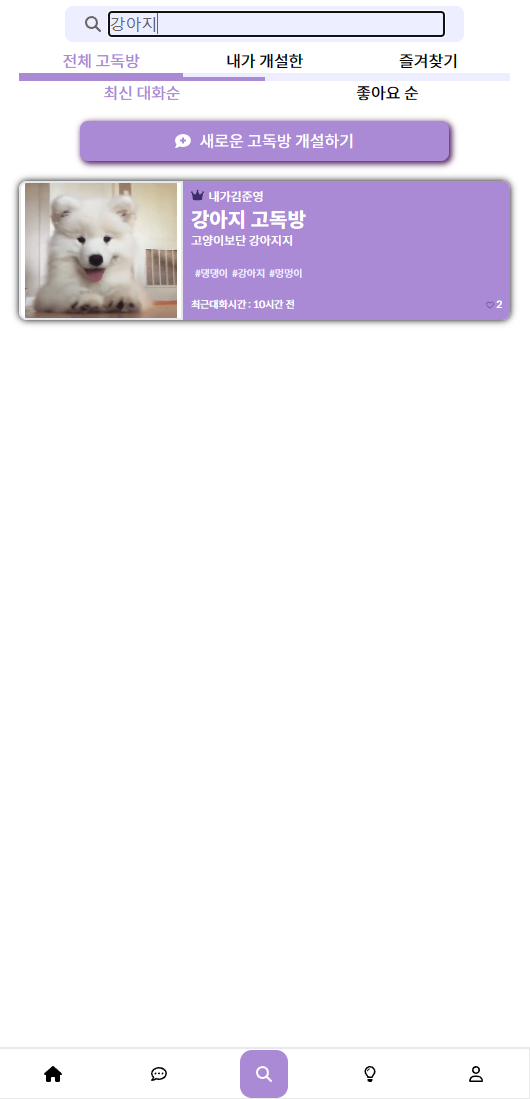 강아지
전체 고독방 내가 개설한 즐겨찾기
최신 대화순 좋아요 순
새로운 고독방 개설하기
내가김준영
강아지 고독방
고양이보단 강아지지
#댕댕이 #강아지 #멍멍이
최근대화시간 : 10시간 전 2